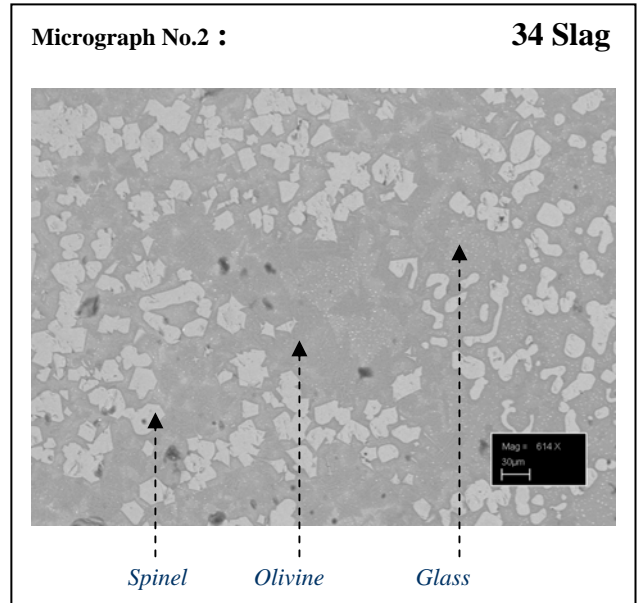 Micrograph No.2 : 34 Slag
Mag = 614 X
30µm
Spinel Olivine Glass